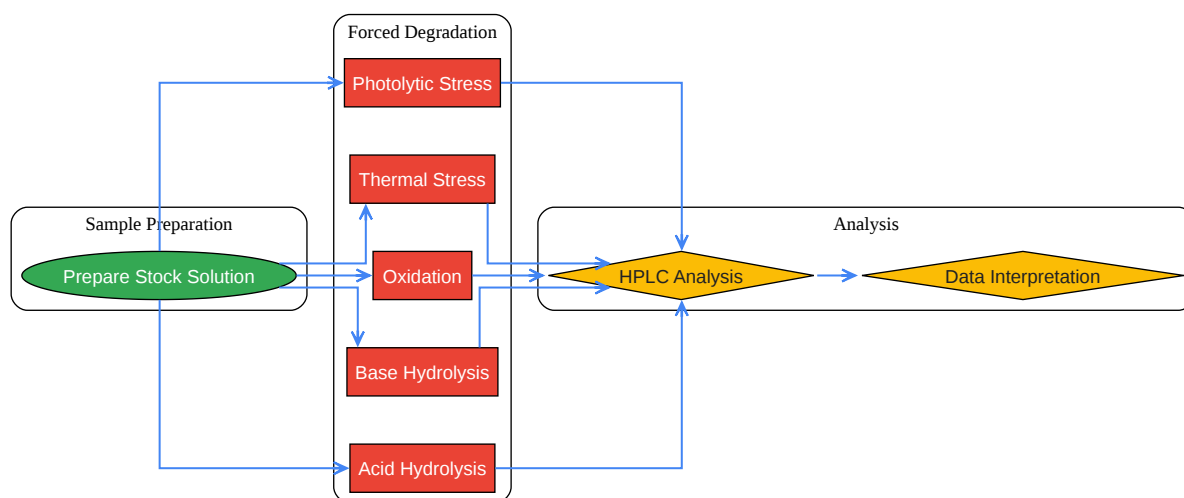 Forced Degradation
Photolytic Stress
Thermal Stress
Sample Preparation
Analysis
Prepare Stock Solution
Oxidation
HPLC Analysis
Data Interpretation
Base Hydrolysis
Acid Hydrolysis